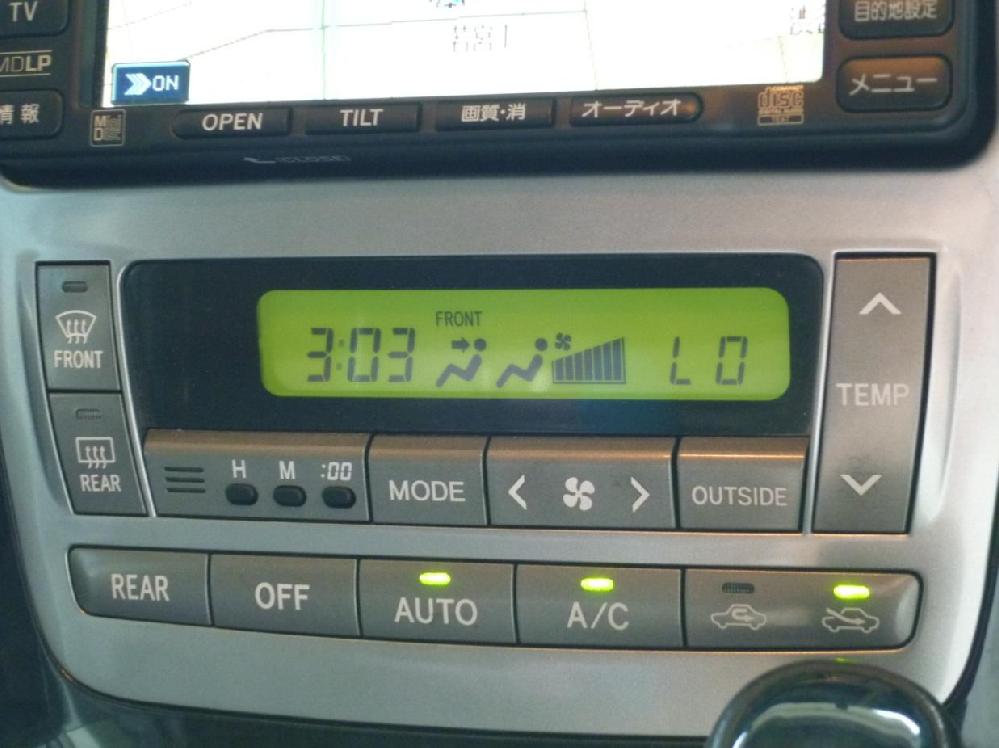 TV
目的地設定
MDLP
ON
メニュー
情報
OPEN
TILT
画質・消
オーディオ
(CLOSE)
FRONT
3:03
LO
FRONT
TEMP
REAR
H
M
:00
MODE
OUTSIDE
REAR
OFF
AUTO
A/C